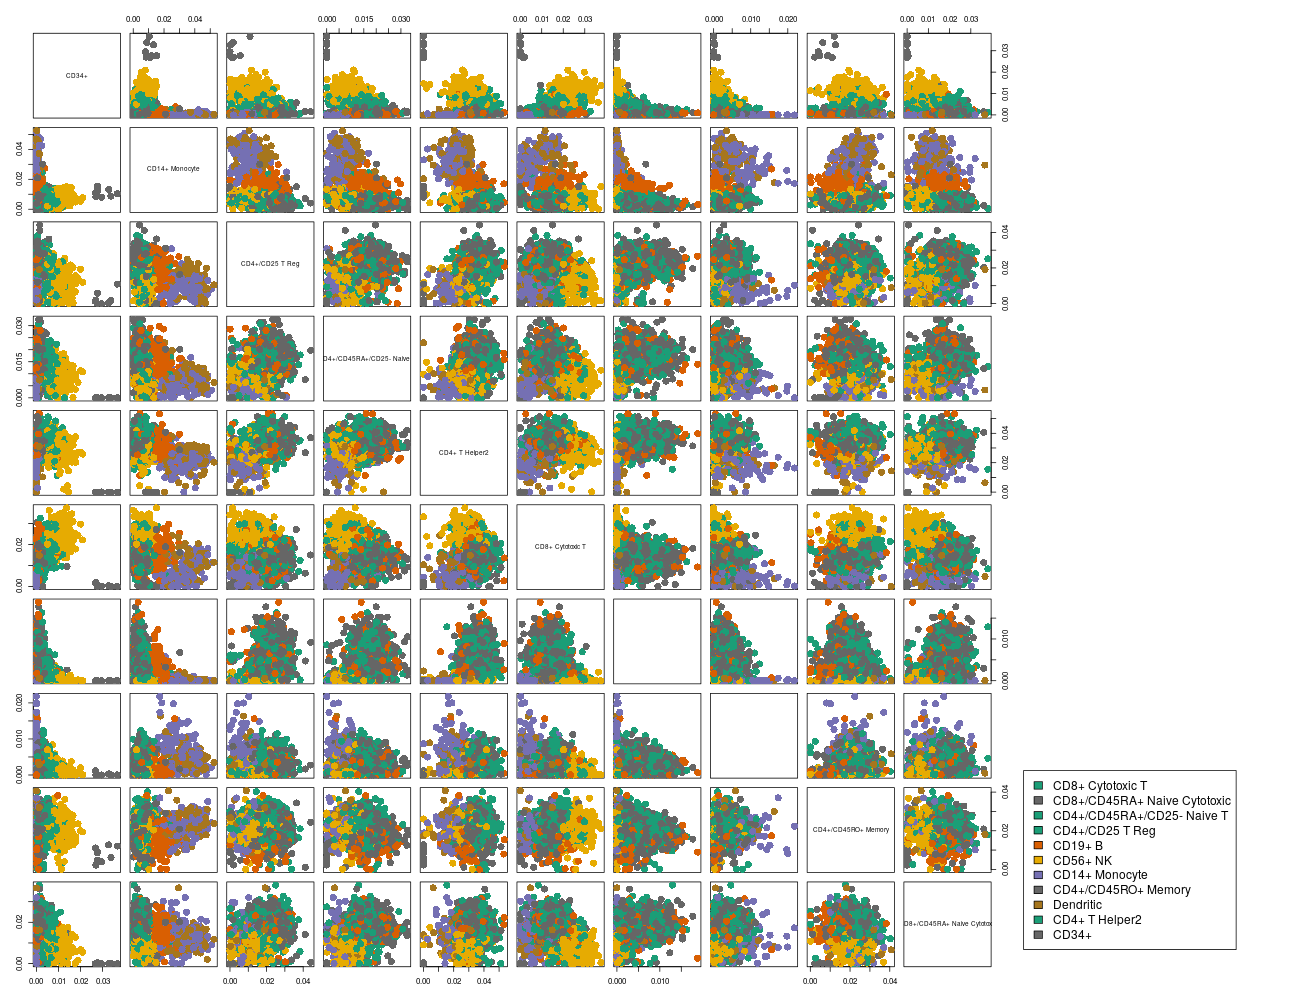 0.00 0.02 0.04 0.000 0.015 0.030 0.00 0.01 0.02 0.03 0.000 0.010 0.020 0.00 0.01 0.02 0.03
CD34+
0.00 0.01 0.02 0.03
CD14+ Monocyte
0.00 0.02 0.04
CD4+/CD25 T Reg
0.00 0.02 0.04
D4+/CD45RA+/CD25- Naive
0.000 0.015 0.030
CD4+ T Helper2
0.00 0.02 0.04
CD8+ Cytotoxic T
0.00 0.02
0.000 0.010
0.000 0.010 0.020
CD4+/CD45RO+ Memory
0.00 0.02 0.04
D8+/CD45RA+ Naive Cytotox
0.00 0.02
0.00 0.01 0.02 0.03 0.00 0.02 0.04 0.00 0.02 0.04 0.000 0.010 0.00 0.02 0.04
CD8+ Cytotoxic T
CD8+/CD45RA+ Naive Cytotoxic
CD4+/CD45RA+/CD25- Naive T
CD4+/CD25 T Reg
CD19+ B
CD56+ NK
CD14+ Monocyte
CD4+/CD45RO+ Memory
Dendritic
CD4+ T Helper2
CD34+